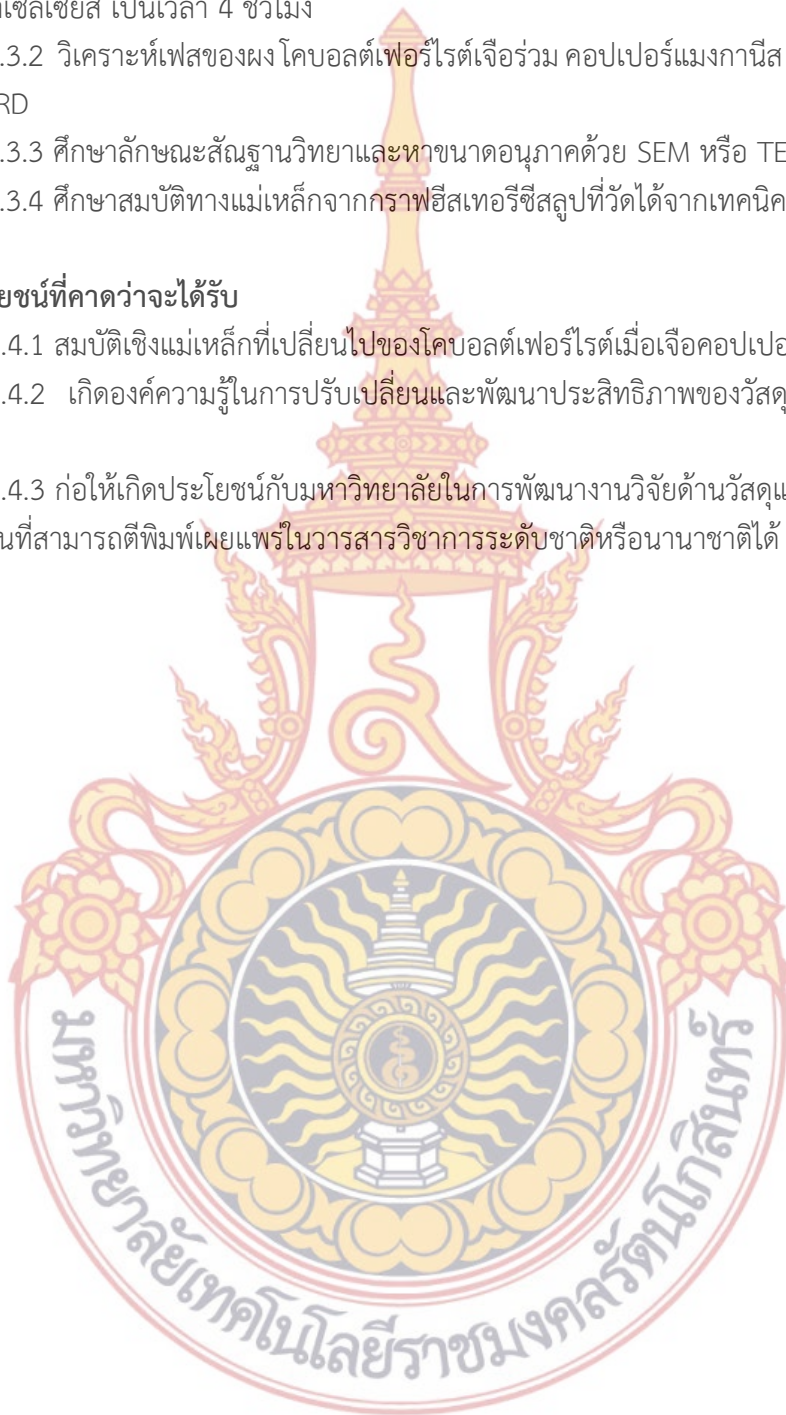 เซลเซียส เป็นเวลา 4 ชั่วโมง
.3.2 วิเคราะห์เฟสของผง โคบอลต์เฟอร์ไรต์เจือร่วม คอปเปอร์แมงกานีส
RD
.3.3 ศึกษาลักษณะสัณฐานวิทยาและหาขนาดอนุภาคด้วย SEM หรือ TE
.3.4 ศึกษาสมบัติทางแม่เหล็กจากกราฟฮีสเทอรีซีสลูปที่วัดได้จากเทคนิค
ยชน์ที่คาดว่าจะได้รับ
.4.1 สมบัติเชิงแม่เหล็กที่เปลี่ยนไปของโคบอลต์เฟอร์ไรต์เมื่อเจือคอปเปอ
.4.2 เกิดองค์ความรู้ในการปรับเปลี่ยนและพัฒนาประสิทธิภาพของวัสดุ
.4.3 ก่อให้เกิดประโยชน์กับมหาวิทยาลัยในการพัฒนางานวิจัยด้านวัสดุแ
นที่สามารถตีพิมพ์เผยแพร่ในวารสารวิชาการระดับชาติหรือนานาชาติได้
มหาวิทยาลัยเทคโนโลยีราชมงคลรัตนโกสินทร์